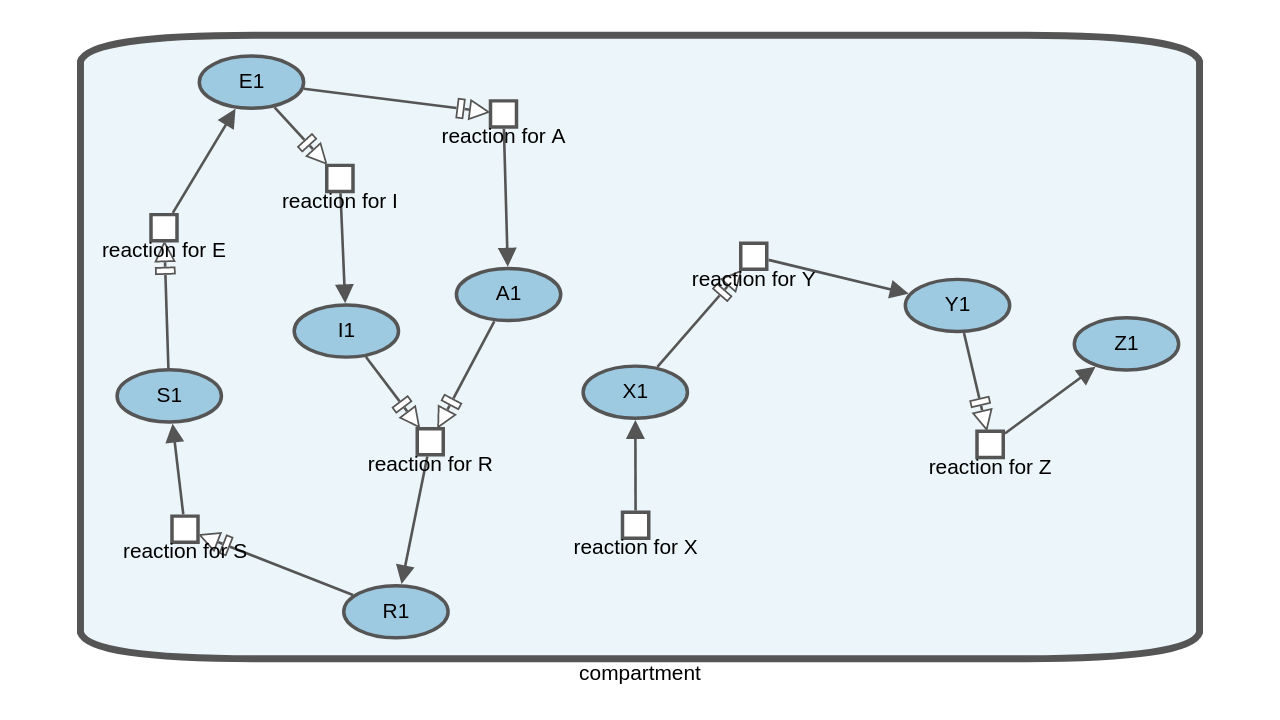 E1
reaction for A
reaction for I
reaction for E
reaction for Y
A1
Y1
I1
Z1
S1
X1
reaction for R
reaction for Z
reaction for S
reaction for X
R1
compartment